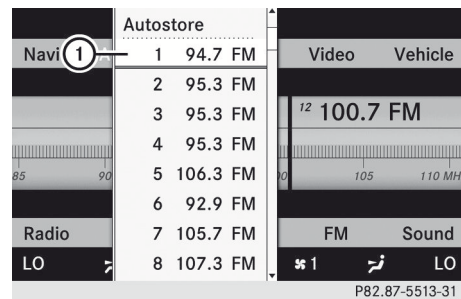 Autostore
Navi 1 A 1 94.7 FM Video Vehicle
2 95.3 FM
3 95.3 FM 12 100.7 FM
4 95.3 FM
85 90 5 106.3 FM 00 105 110 MH
6 92.9 FM
Radio 7 105.7 FM FM Sound
LO 8 107.3 FM 1 LO
P82.87-5513-31